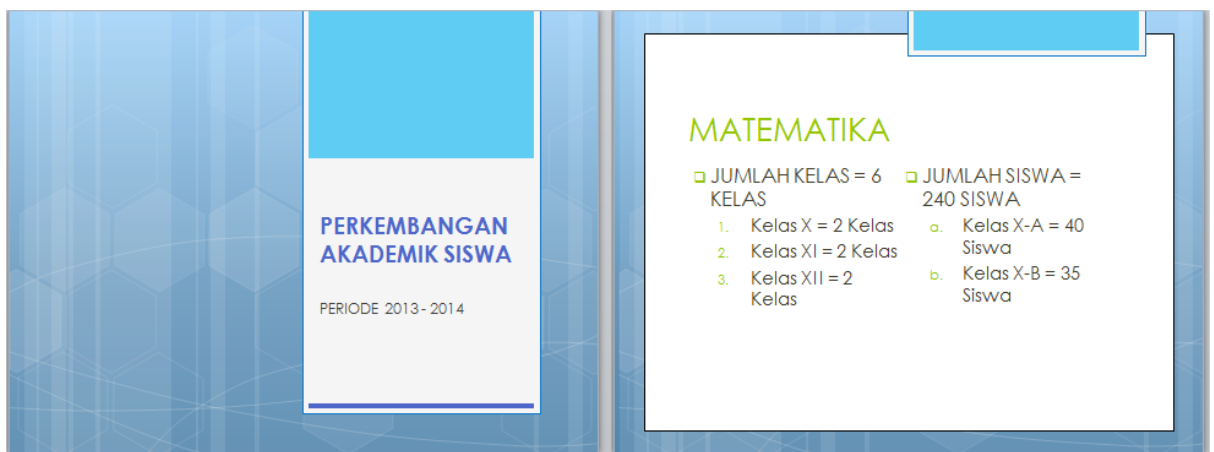 PERKEMBANGAN
AKADEMIK SISWA
PERIODE 2013 - 2014
MATEMATIKA
JUMLAH KELAS = 6
KELAS
1. Kelas X = 2 Kelas
2. Kelas XI = 2 Kelas
3. Kelas XII = 2
Kelas
JUMLAH SISWA =
240 SISWA
a. Kelas X-A = 40
Siswa
b. Kelas X-B = 35
Siswa